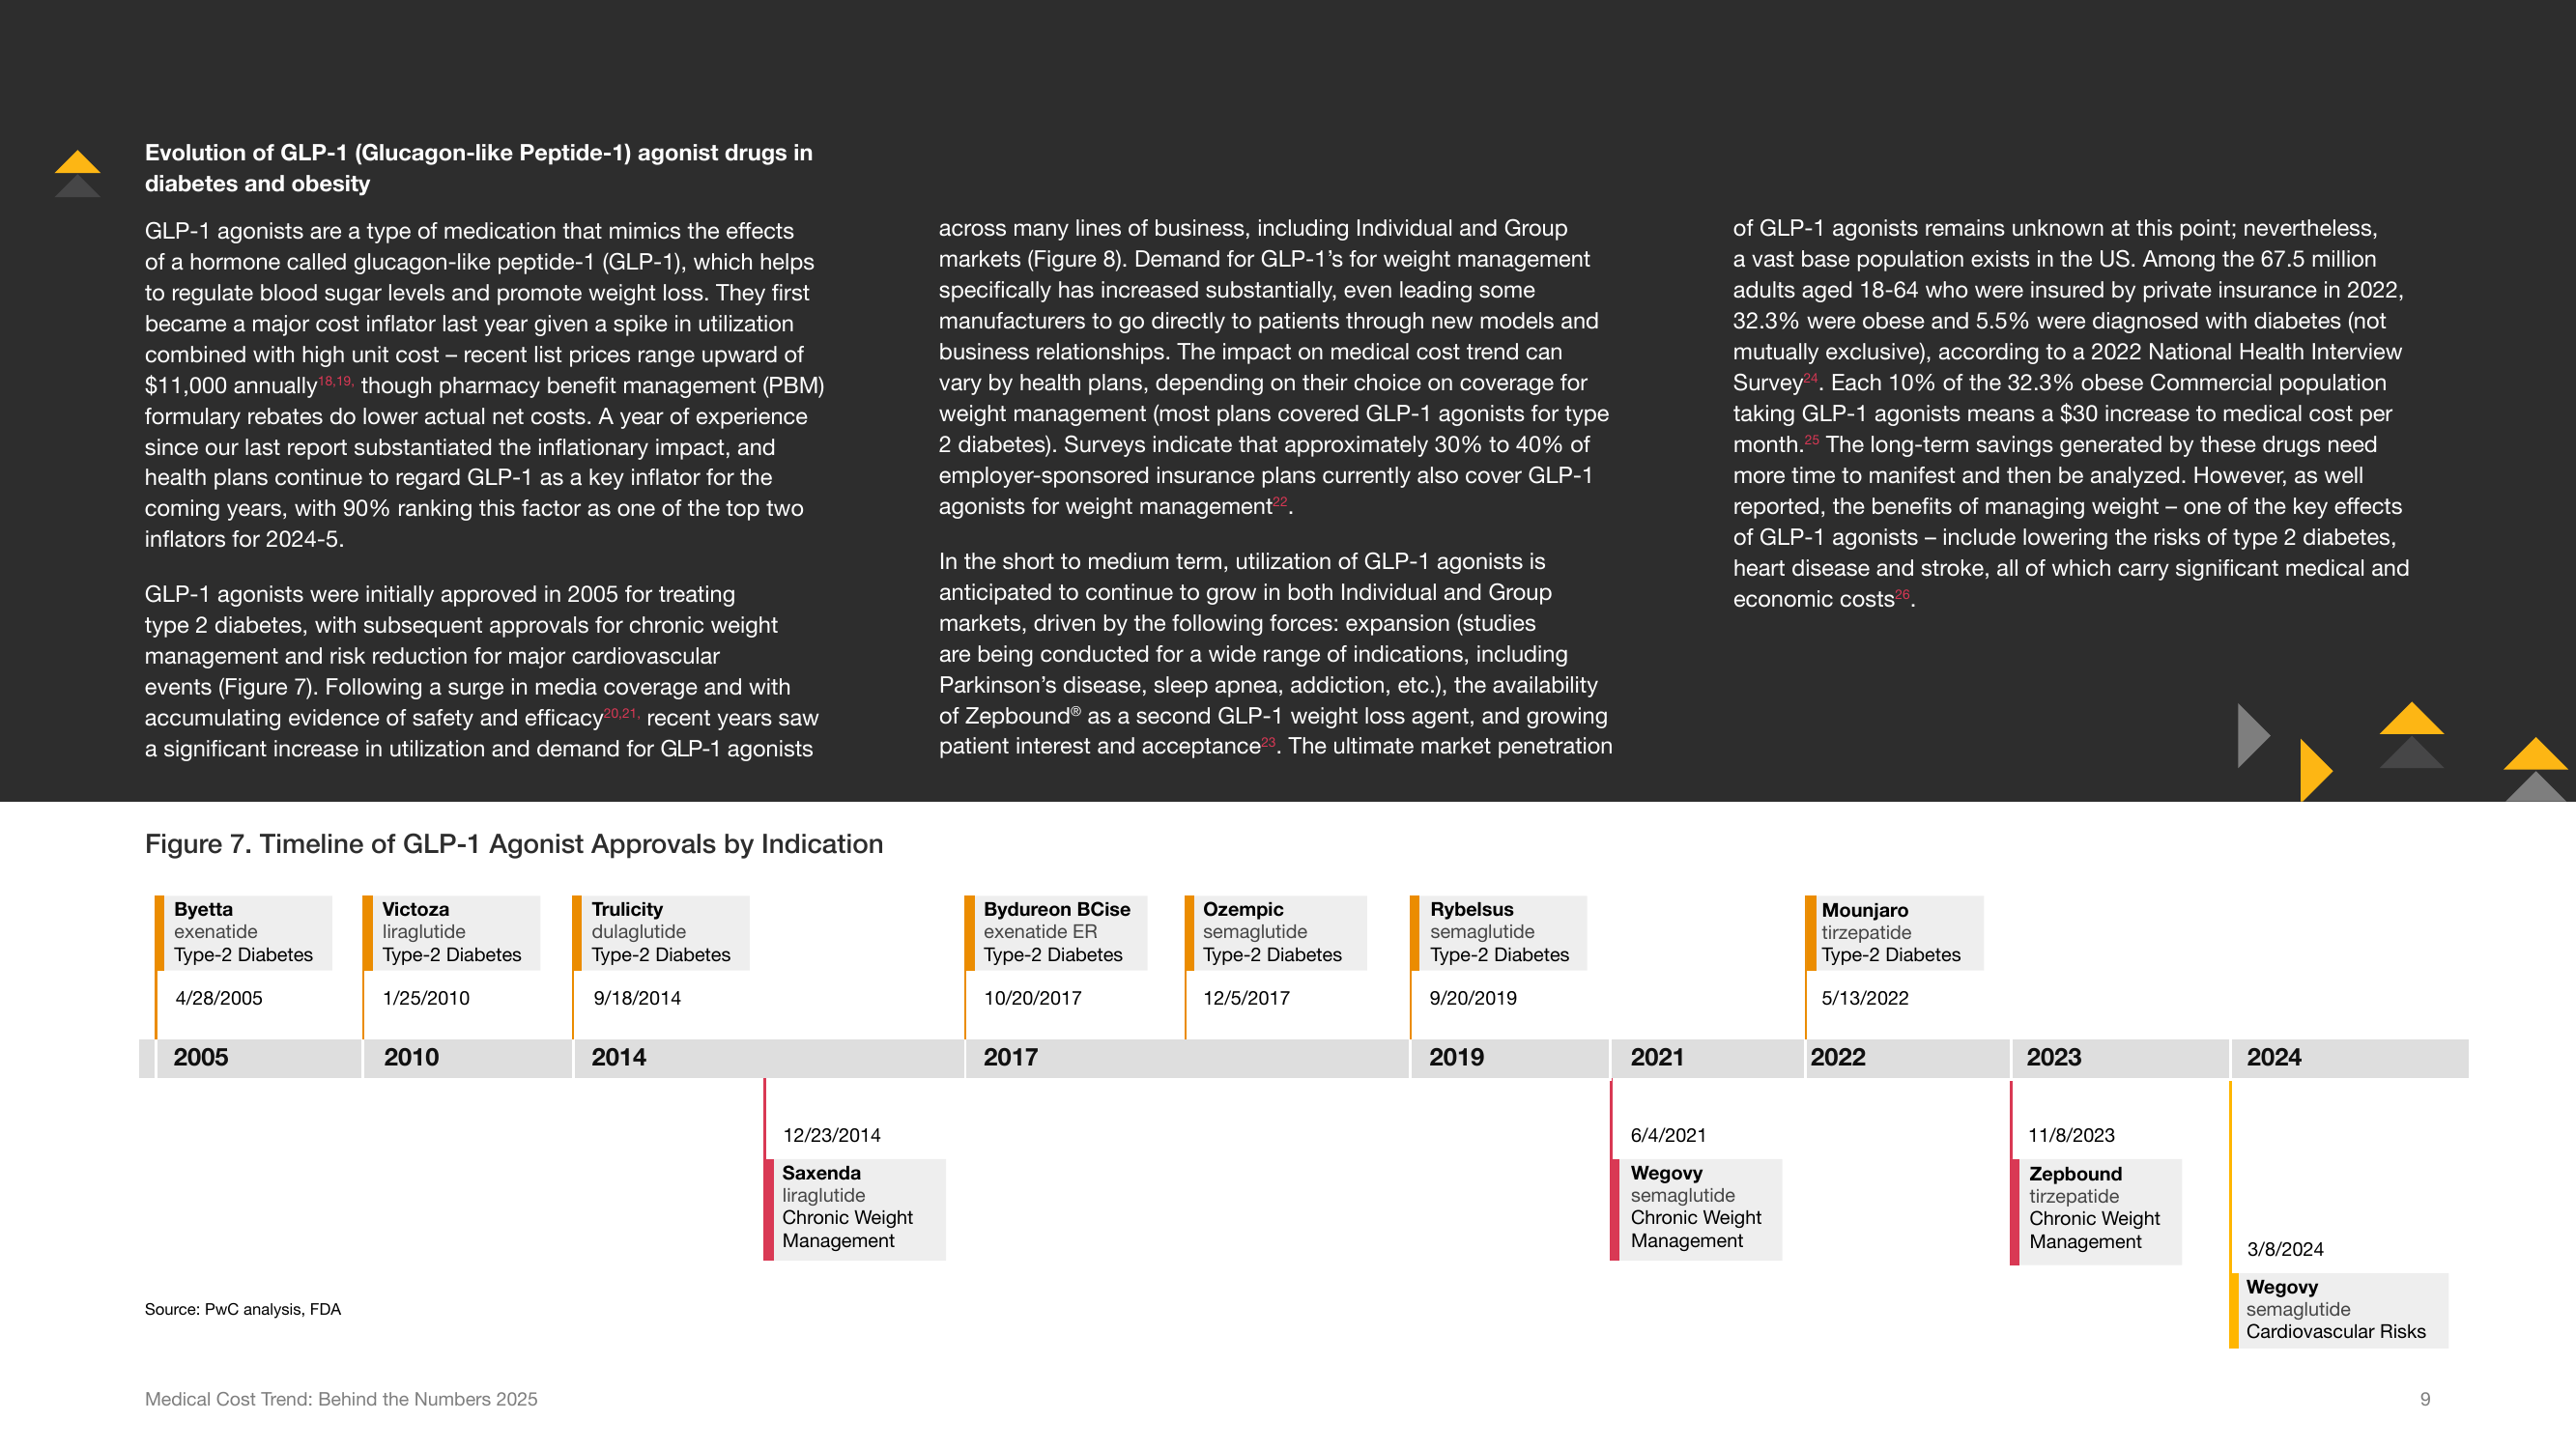 Evolution of GLP-1 (Glucagon-like Peptide-1) agonist drugs in
diabetes and obesity
GLP-1 agonists are a type of medication that mimics the effects
of a hormone called glucagon-like peptide-1 (GLP-1), which helps
to regulate blood sugar levels and promote weight loss. They first
became a major cost inflator last year given a spike in utilization
combined with high unit cost – recent list prices range upward of
$11,000 annually18,19, though pharmacy benefit management (PBM)
formulary rebates do lower actual net costs. A year of experience
since our last report substantiated the inflationary impact, and
health plans continue to regard GLP-1 as a key inflator for the
coming years, with 90% ranking this factor as one of the top two
inflators for 2024-5.
GLP-1 agonists were initially approved in 2005 for treating
type 2 diabetes, with subsequent approvals for chronic weight
management and risk reduction for major cardiovascular
events (Figure 7). Following a surge in media coverage and with
accumulating evidence of safety and efficacy20,21, recent years saw
a significant increase in utilization and demand for GLP-1 agonists
across many lines of business, including Individual and Group
markets (Figure 8). Demand for GLP-1’s for weight management
specifically has increased substantially, even leading some
manufacturers to go directly to patients through new models and
business relationships. The impact on medical cost trend can
vary by health plans, depending on their choice on coverage for
weight management (most plans covered GLP-1 agonists for type
2 diabetes). Surveys indicate that approximately 30% to 40% of
employer-sponsored insurance plans currently also cover GLP-1
agonists for weight management22.
In the short to medium term, utilization of GLP-1 agonists is
anticipated to continue to grow in both Individual and Group
markets, driven by the following forces: expansion (studies
are being conducted for a wide range of indications, including
Parkinson’s disease, sleep apnea, addiction, etc.), the availability
of Zepbound® as a second GLP-1 weight loss agent, and growing
patient interest and acceptance23. The ultimate market penetration
of GLP-1 agonists remains unknown at this point; nevertheless,
a vast base population exists in the US. Among the 67.5 million
adults aged 18-64 who were insured by private insurance in 2022,
32.3% were obese and 5.5% were diagnosed with diabetes (not
mutually exclusive), according to a 2022 National Health Interview
Survey24. Each 10% of the 32.3% obese Commercial population
taking GLP-1 agonists means a $30 increase to medical cost per
month.25 The long-term savings generated by these drugs need
more time to manifest and then be analyzed. However, as well
reported, the benefits of managing weight – one of the key effects
of GLP-1 agonists – include lowering the risks of type 2 diabetes,
heart disease and stroke, all of which carry significant medical and
economic costs26.
Figure 7. Timeline of GLP-1 Agonist Approvals by Indication
Byetta
exenatide
Type-2 Diabetes
4/28/2005
Victoza
liraglutide
Type-2 Diabetes
1/25/2010
Trulicity
dulaglutide
Type-2 Diabetes
9/18/2014
Bydureon BCise
exenatide ER
Type-2 Diabetes
10/20/2017
Ozempic
semaglutide
Type-2 Diabetes
12/5/2017
Rybelsus
semaglutide
Type-2 Diabetes
9/20/2019
Mounjaro
tirzepatide
Type-2 Diabetes
5/13/2022
2005 2010 2014 2017 2019 2021 2022 2023 2024
12/23/2014
Saxenda
liraglutide
Chronic Weight
Management
6/4/2021
Wegovy
semaglutide
Chronic Weight
Management
11/8/2023
Zepbound
tirzepatide
Chronic Weight
Management
3/8/2024
Wegovy
semaglutide
Cardiovascular Risks
Source: PwC analysis, FDA
Medical Cost Trend: Behind the Numbers 2025
9